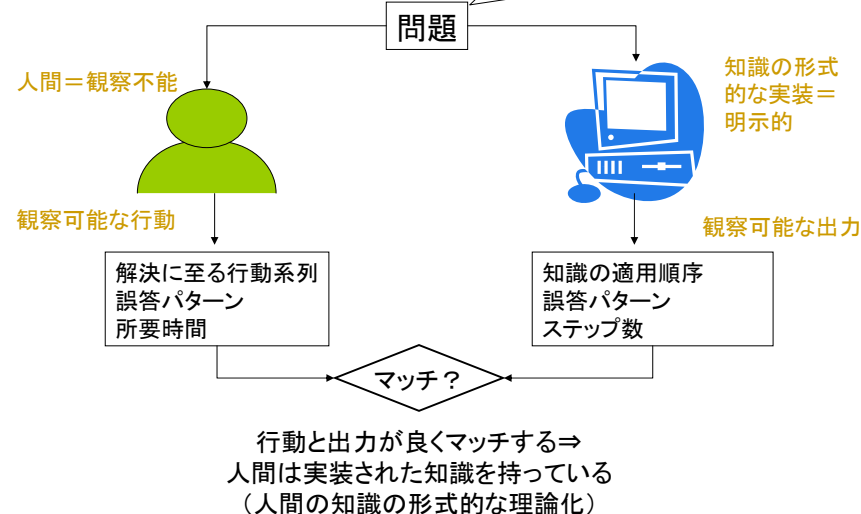 問題
人間＝観察不能
知識の形式
的な実装＝
明示的
観察可能な行動
観察可能な出力
解決に至る行動系列
誤答パターン
所要時間
知識の適用順序
誤答パターン
ステップ数
マッチ？
行動と出力が良くマッチする⇒
人間は実装された知識を持っている
（人間の知識の形式的な理論化）